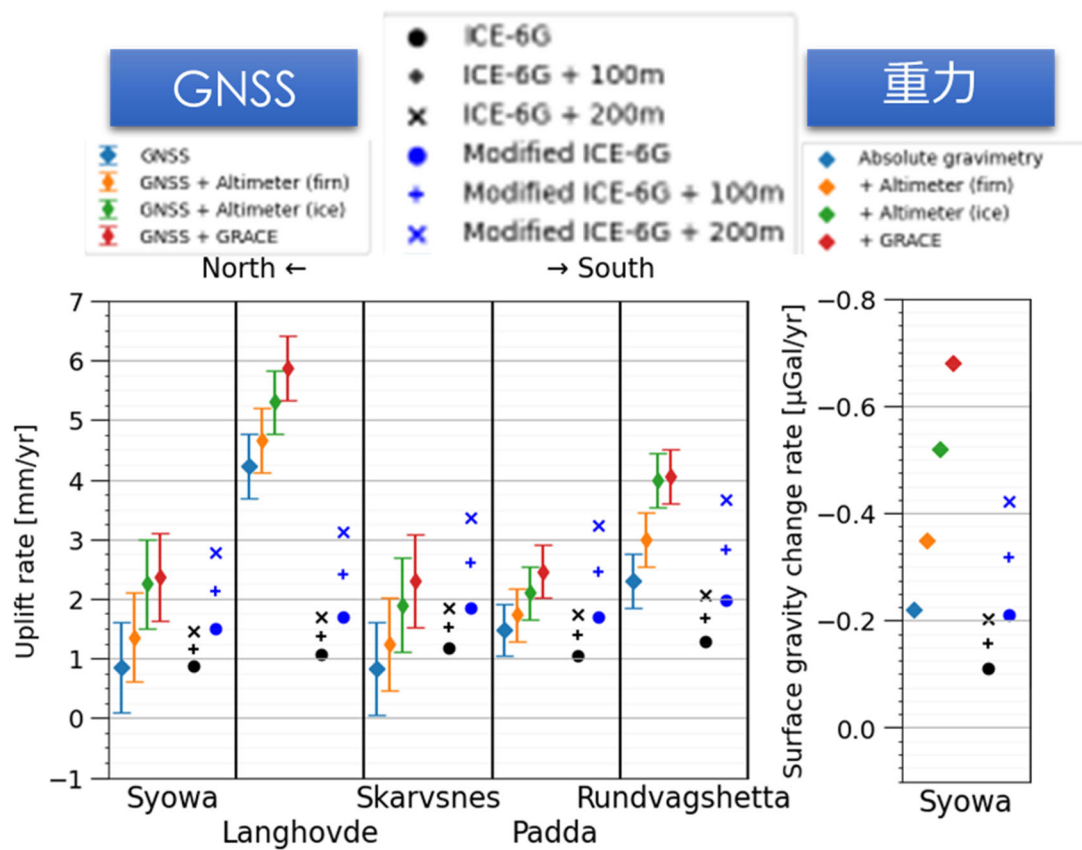 GNSS
GNSS
GNSS + Altimeter (firn)
GNSS + Altimeter (ice)
GNSS + GRACE
ICE-6G
ICE-6G + 100m
ICE-6G + 200m
Modified ICE-6G
Modified ICE-6G + 100m
Modified ICE-6G + 200m
重力
Absolute gravimetry
+ Altimeter (firn)
+ Altimeter (ice)
+ GRACE
North ←
→ South
Uplift rate [mm/yr]
7
6
5
4
3
2
1
0
−1
Syowa
Langhovde
Skarvsnes
Padda
Rundvagshetta
Surface gravity change rate [μGal/yr]
−0.8
−0.6
−0.4
−0.2
0.0
Syowa